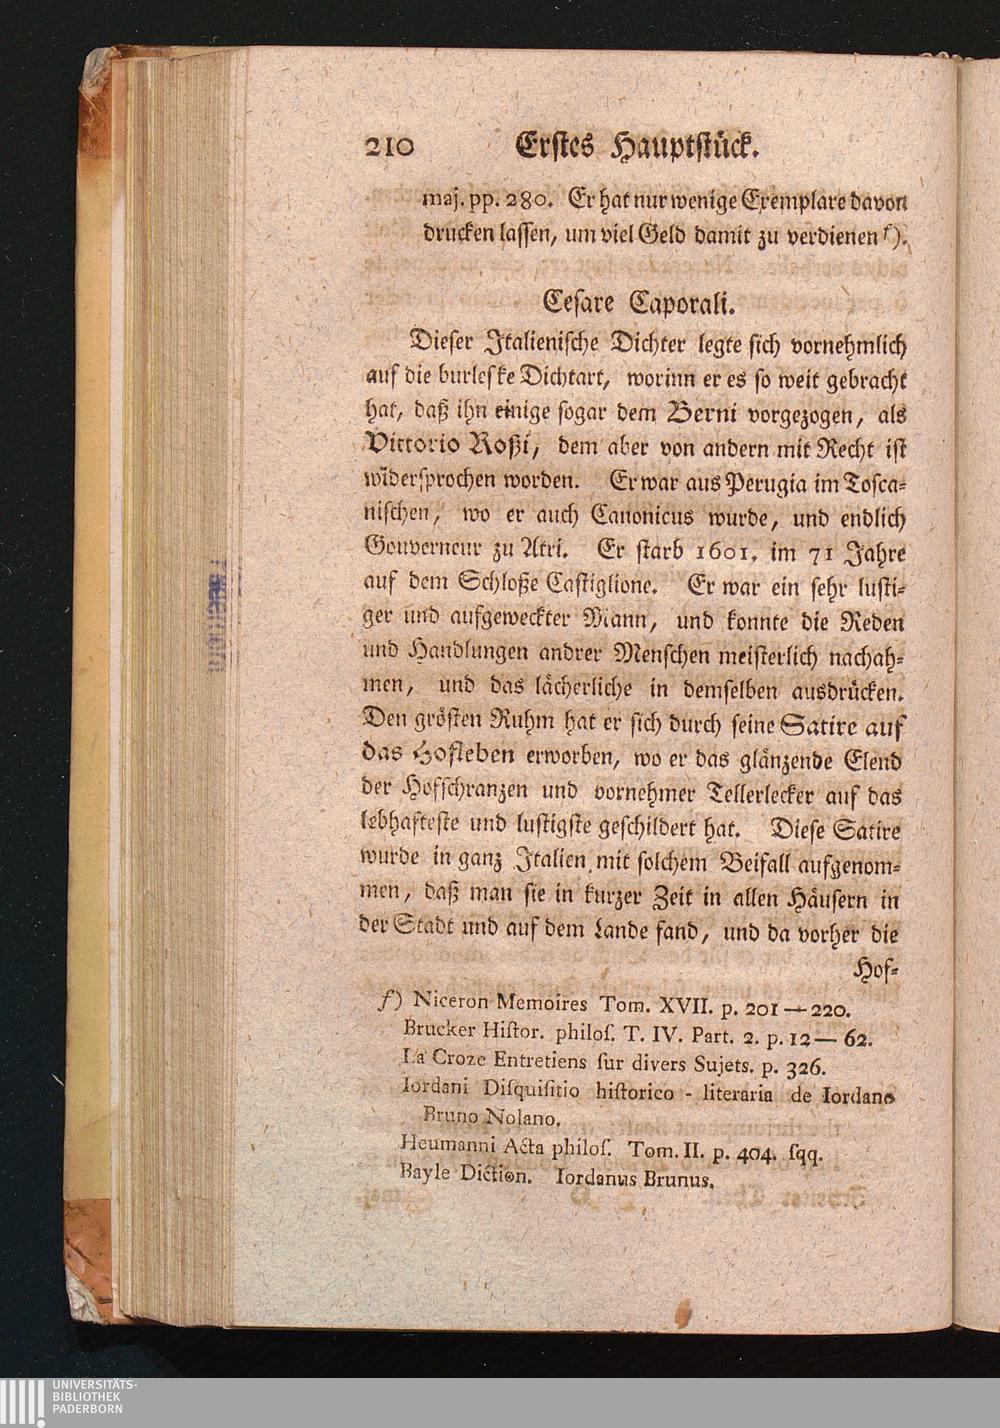 210 Erstes Hauptstück.
maj. pp. 280. Er hat nur wenige Exemplare davon
drucken lassen, um viel Geld damit zu verdienen f).
Cesare Caporali.
Dieser Italienische Dichter legte sich vornehmlich
auf die burleske Dichtart, worinn er es so weit gebracht
hat, daß ihn einige sogar dem Berni vorgezogen, als
Vittorio Roßi, dem aber von andern mit Recht ist
widersprochen worden. Er war aus Perugia im Tosca-
nischen, wo er auch Canonicus wurde, und endlich
Gouverneur zu Atri. Er starb 1601. im 71 Jahre
auf dem Schloße Castiglione. Er war ein sehr lusti-
ger und aufgeweckter Mann, und konnte die Reden
und Handlungen andrer Menschen meisterlich nachah-
men, und das lächerliche in demselben ausdrücken.
Den grösten Ruhm hat er sich durch seine Satire auf
das Hofleben erworben, wo er das glänzende Elend
der Hofschranzen und vornehmer Tellerlecker auf das
lebhafteste und lustigste geschildert hat. Diese Satire
wurde in ganz Italien mit solchem Beifall aufgenom-
men, daß man sie in kurzer Zeit in allen Häusern in
der Stadt und auf dem Lande fand, und da vorher die
Hof-
f) Niceron Memoires Tom. XVII. p. 201 — 220.
Brucker Histor. philos. T. IV. Part. 2. p. 12 — 62.
La Croze Entretiens sur divers Sujets. p. 326.
Iordani Disquisitio historico - literaria de Iordano
Bruno Nolano.
Heumanni Acta philos. Tom. II. p. 404. sqq.
Bayle Diction. Iordanus Brunus.
UNIVERSITÄTS-
BIBLIOTHEK
PADERBORN